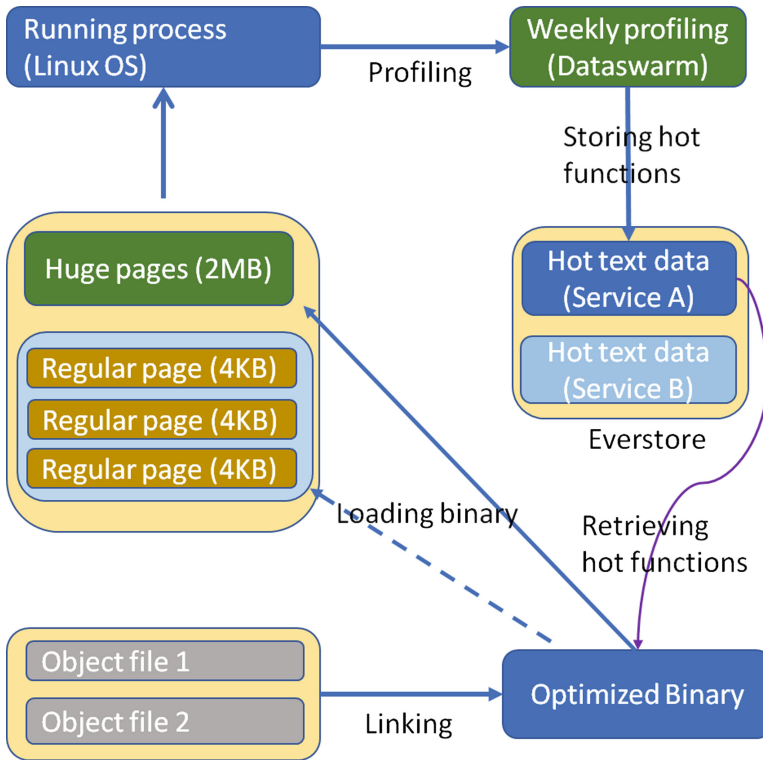 Running process
(Linux OS)
Profiling
Weekly profiling
(Dataswarm)
Storing hot
functions
Huge pages (2MB)
Regular page (4KB)
Regular page (4KB)
Regular page (4KB)
Hot text data
(Service A)
Hot text data
(Service B)
Everstore
Loading binary
Retrieving
hot functions
Object file 1
Object file 2
Linking
Optimized Binary